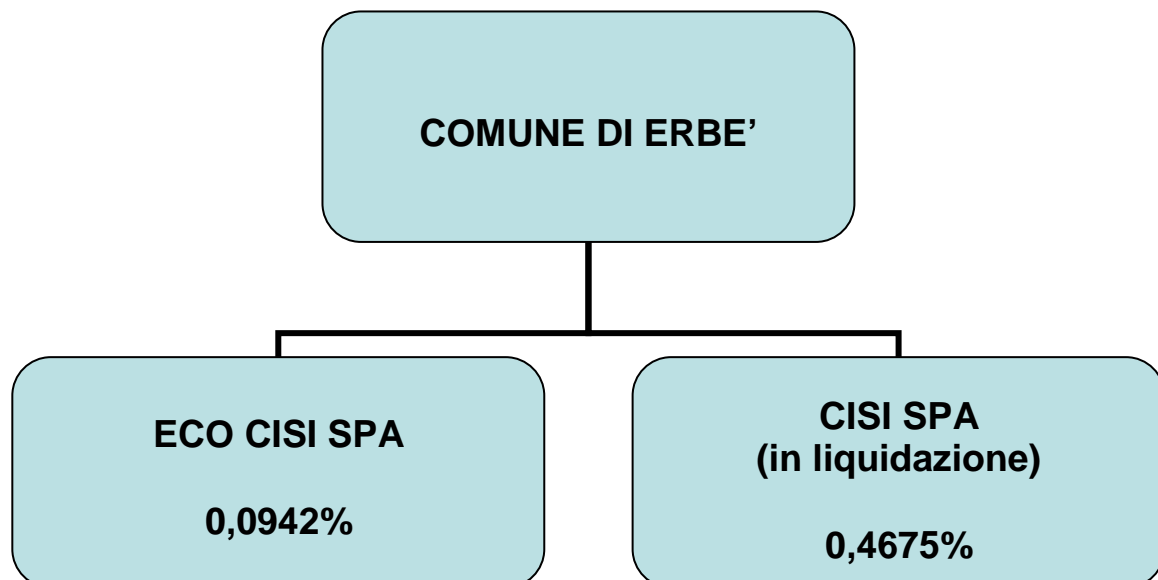 COMUNE DI ERBE’
ECO CISI SPA
0,0942%
CISI SPA
(in liquidazione)
0,4675%